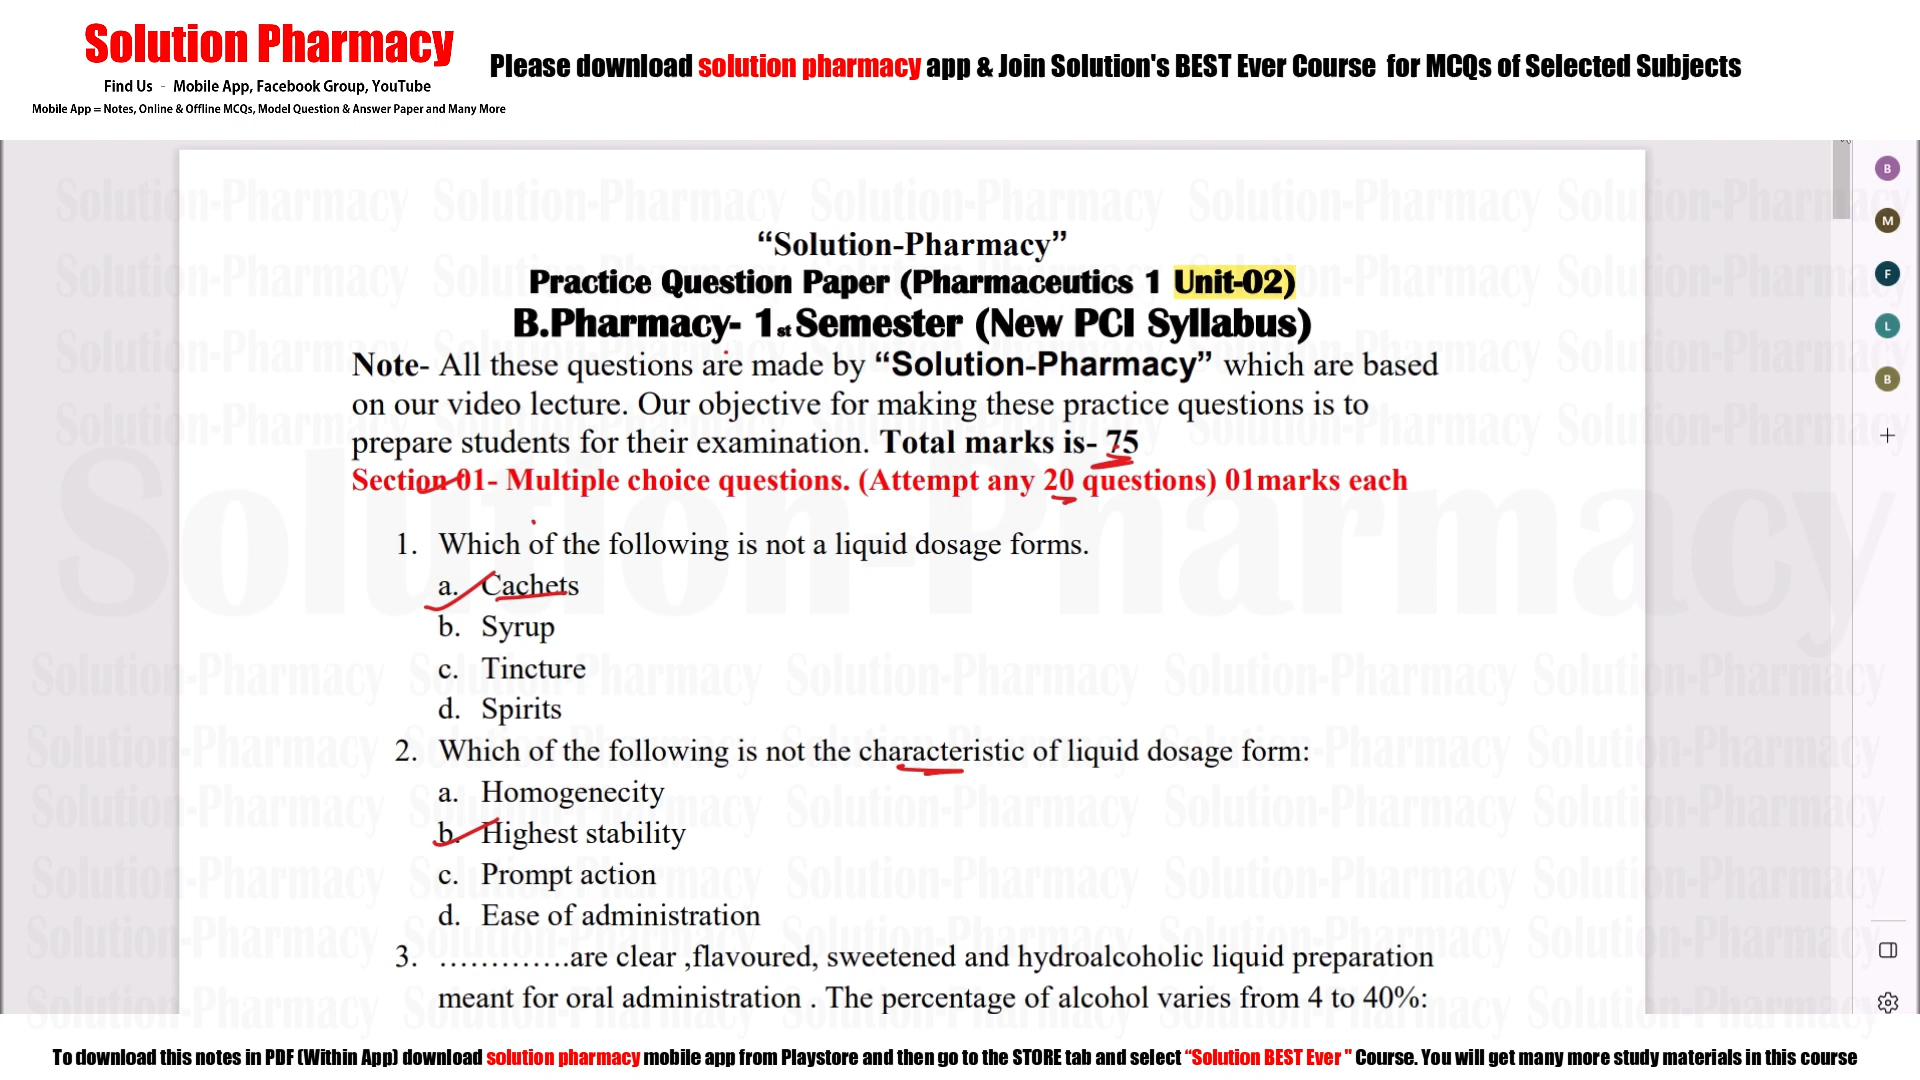 Solution Pharmacy
Find Us - Mobile App, Facebook Group, YouTube
Mobile App = Notes, Online & Offline MCQs, Model Question & Answer Paper and Many More
Please download solution pharmacy app & Join Solution's BEST Ever Course for MCQs of Selected Subjects
“Solution-Pharmacy”
Practice Question Paper (Pharmaceutics 1 Unit-02)
B.Pharmacy- 1st Semester (New PCI Syllabus)
Note- All these questions are made by “Solution-Pharmacy” which are based
on our video lecture. Our objective for making these practice questions is to
prepare students for their examination. Total marks is- 75
Section 01- Multiple choice questions. (Attempt any 20 questions) 01marks each
1. Which of the following is not a liquid dosage forms.
a. Cachets
b. Syrup
c. Tincture
d. Spirits
2. Which of the following is not the characteristic of liquid dosage form:
a. Homogenecity
b. Highest stability
c. Prompt action
d. Ease of administration
3. .............are clear ,flavoured, sweetened and hydroalcoholic liquid preparation
meant for oral administration . The percentage of alcohol varies from 4 to 40%:
B
M
F
L
B
To download this notes in PDF (Within App) download solution pharmacy mobile app from Playstore and then go to the STORE tab and select “Solution BEST Ever " Course. You will get many more study materials in this course